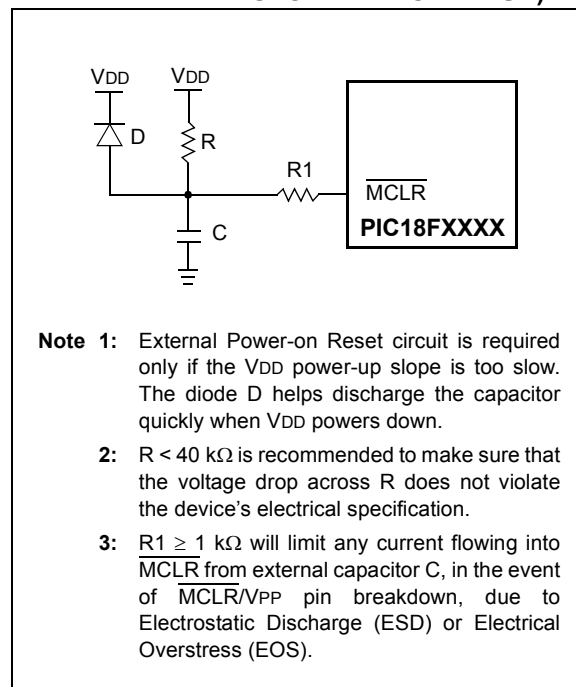 VDD VDD
D
R
R1
MCLR
PIC18FXXXX
C
Note 1: External Power-on Reset circuit is required
only if the VDD power-up slope is too slow.
The diode D helps discharge the capacitor
quickly when VDD powers down.
2: R < 40 kΩ is recommended to make sure that
the voltage drop across R does not violate
the device's electrical specification.
3: R1 ≥ 1 kΩ will limit any current flowing into
MCLR from external capacitor C, in the event
of MCLR/VPP pin breakdown, due to
Electrostatic Discharge (ESD) or Electrical
Overstress (EOS).